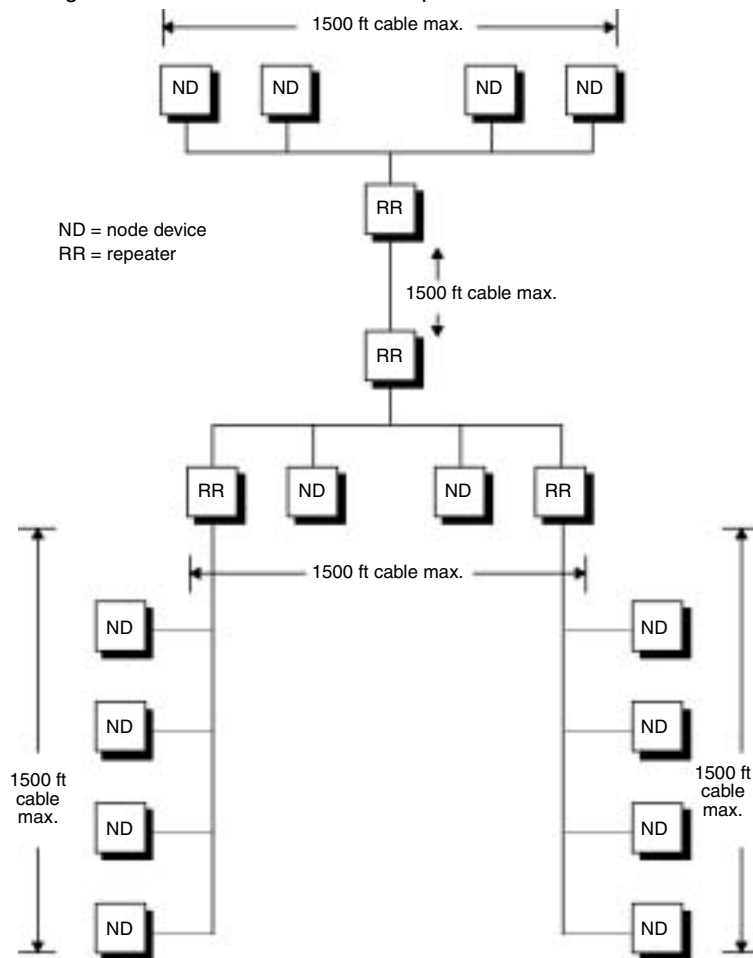 1500 ft cable max.
ND ND ND ND
RR
ND = node device
RR = repeater
1500 ft cable max.
RR
RR ND ND RR
1500 ft cable max.
ND ND
ND ND
1500 ft
cable
max.
1500 ft
cable
max.
ND ND
ND ND